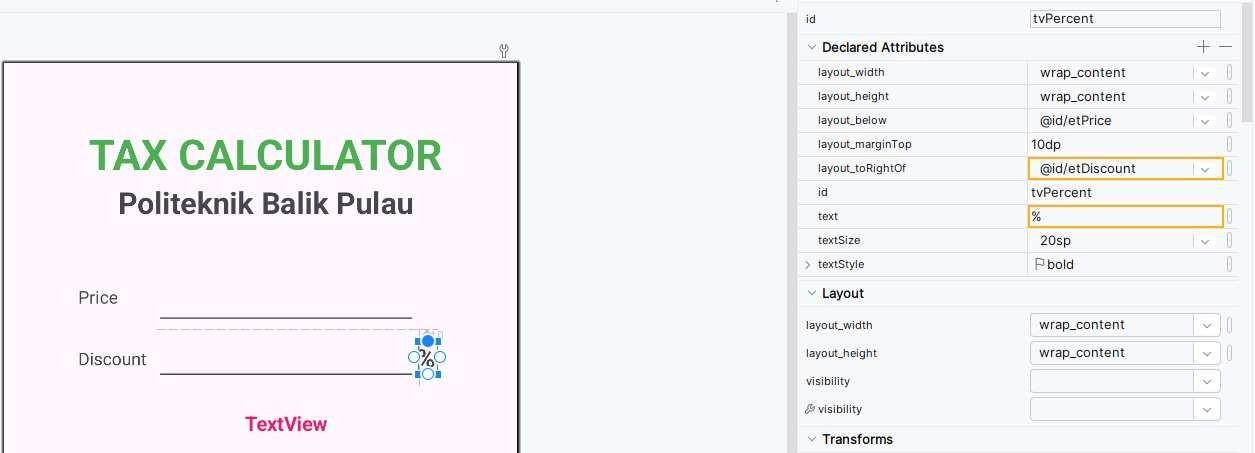 TAX CALCULATOR
Politeknik Balik Pulau
Price
Discount
%
TextView
id tvPercent
Declared Attributes
layout_width wrap_content
layout_height wrap_content
layout_below @id/etPrice
layout_marginTop 10dp
layout_toRightOf @id/etDiscount
id tvPercent
text %
textSize 20sp
textStyle bold
Layout
layout_width wrap_content
layout_height wrap_content
visibility
visibility
Transforms